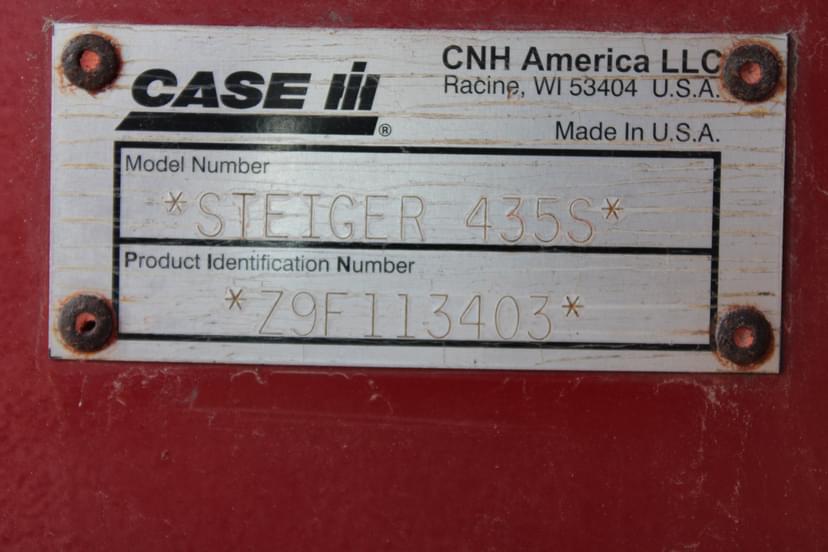 CASE IH®
CNH America LLC
Racine, WI 53404 U.S.A.
Made In U.S.A.
Model Number
*STEIGER 435S*
Product Identification Number
*Z9F113403*